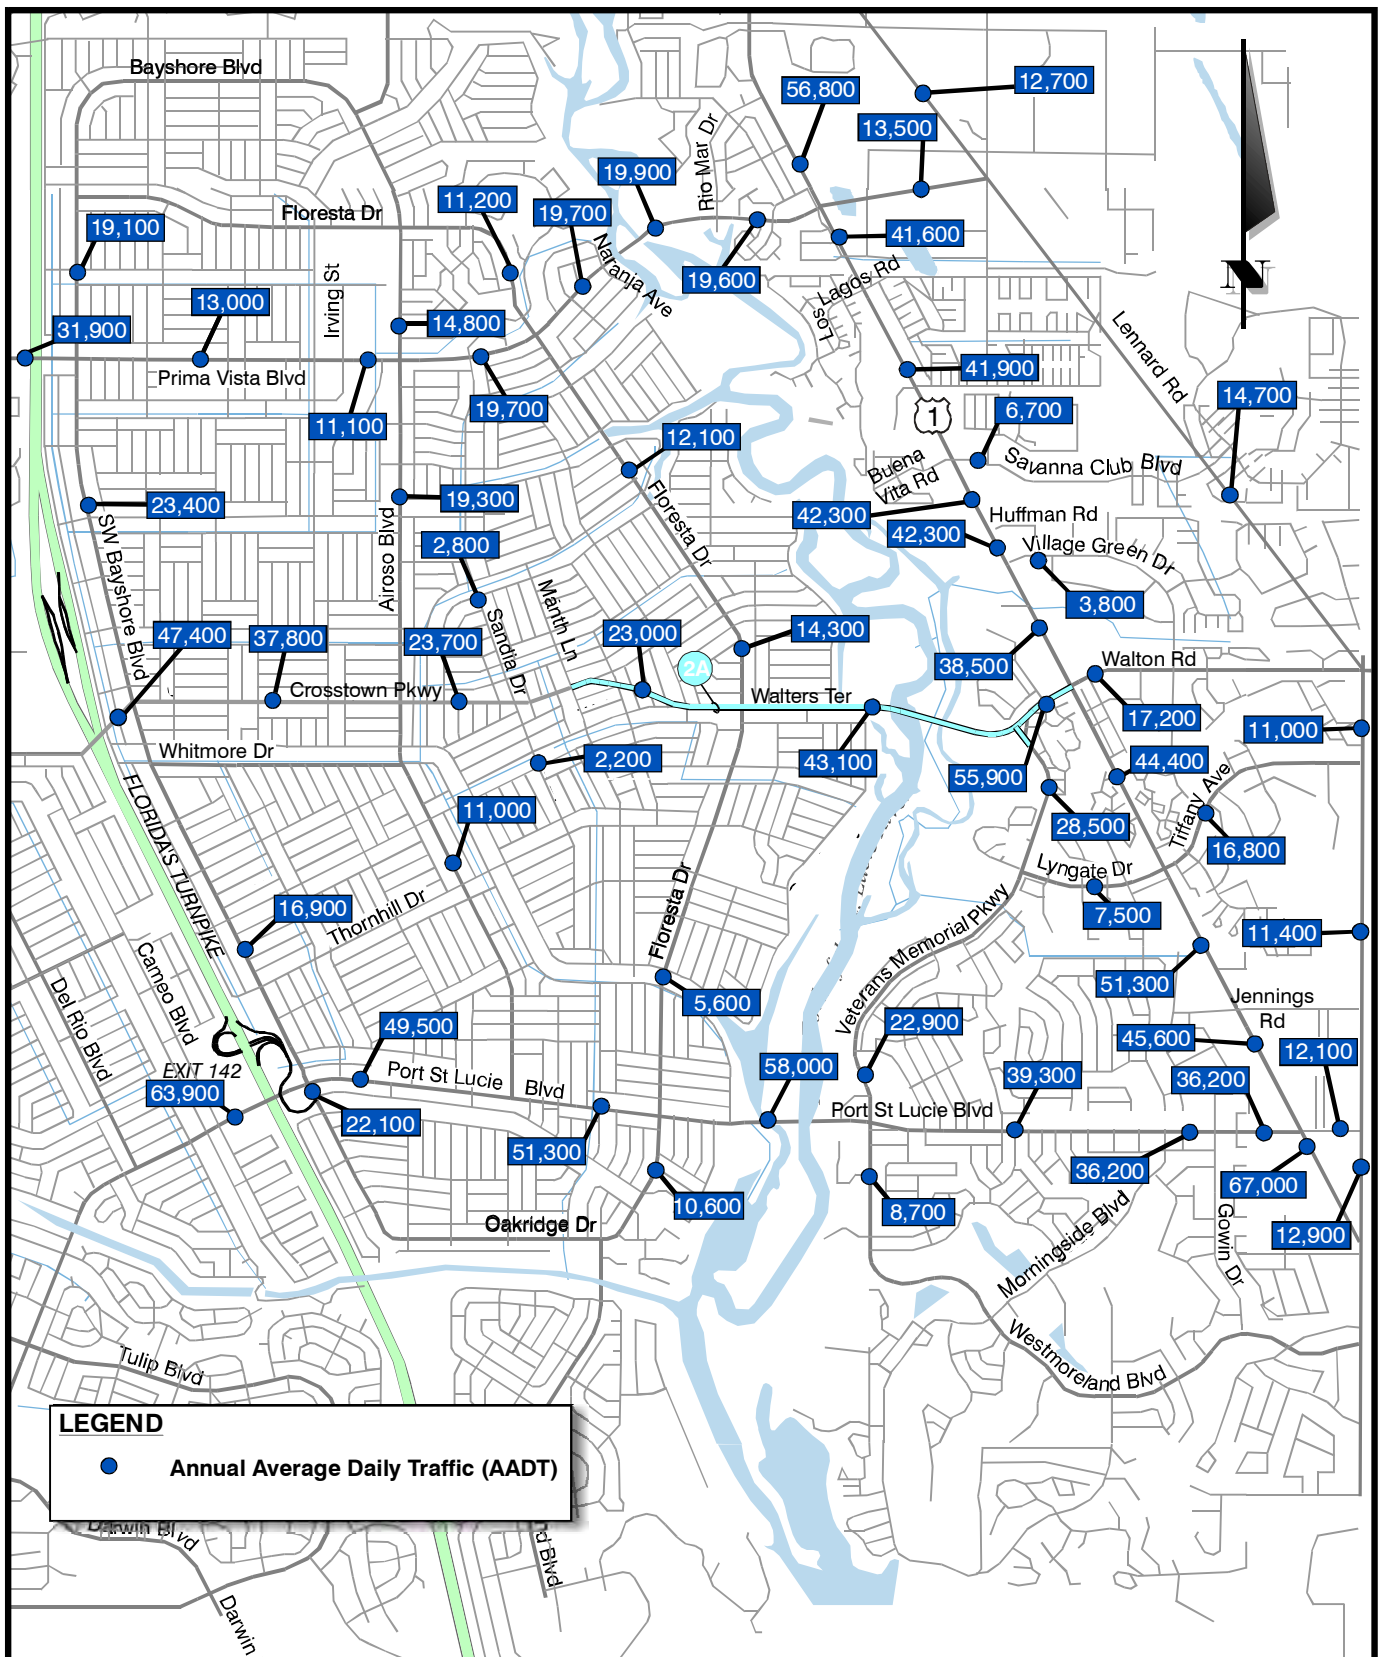 Bayshore Blvd
56,800
12,700
13,500
Rio Mar Dr
19,900
11,200
19,700
Floresta Dr
19,100
41,600
Naranja Ave
19,600
Lost
Lagos Rd
Irving St
13,000
14,800
31,900
Lennard Rd
Prima Vista Blvd
41,900
1
19,700
11,100
6,700
14,700
12,100
Buena
Vita Rd
Savanna Club Blvd
23,400
19,300
Floresta Dr
42,300
Huffman Rd
42,300
Village Green Dr
SW Bayshore Blvd
Airoso Blvd
2,800
Manth Ln
Sandia Dr
3,800
47,400
37,800
23,700
23,000
14,300
2A
38,500
Walton Rd
Crosstown Pkwy
Walters Ter
17,200
11,000
Whitmore Dr
2,200
43,100
55,900
44,400
Tiffany Ave
FLORIDA'S TURNPIKE
11,000
28,500
16,800
Lyngate Dr
16,900
Thornhill Dr
Floresta Dr
7,500
Veterans Memorial Pkwy
11,400
Cameo Blvd
Del Rio Blvd
51,300
5,600
Jennings
Rd
49,500
22,900
45,600
12,100
EXIT 142
63,900
Port St Lucie Blvd
58,000
39,300
36,200
Port St Lucie Blvd
22,100
51,300
36,200
67,000
10,600
8,700
12,900
Oakridge Dr
Morningside Blvd
Gowin Dr
Westmoreland Blvd
Tulip Blvd
LEGEND
Annual Average Daily Traffic (AADT)
Darwin Blvd
d Blvd
Darwin
N